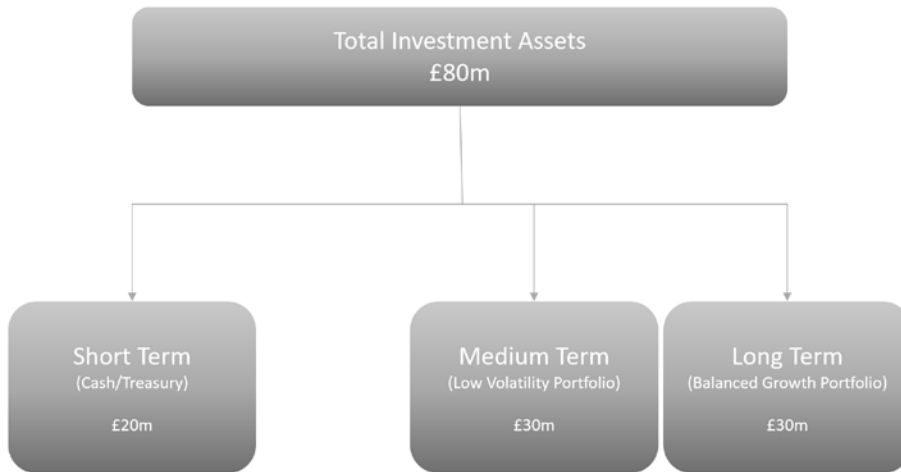 Total Investment Assets
£80m
Short Term
(Cash/Treasury)
£20m
Medium Term
(Low Volatility Portfolio)
£30m
Long Term
(Balanced Growth Portfolio)
£30m